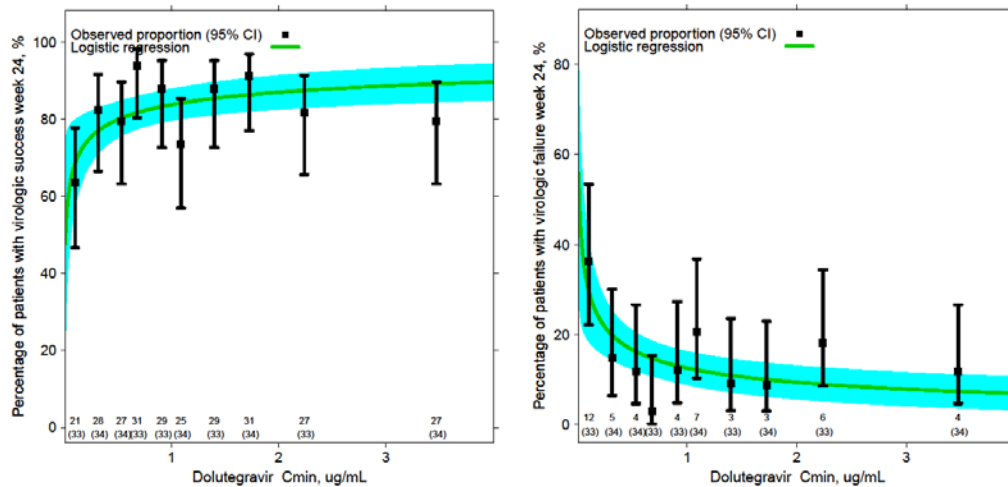 Percentage of patients with virologic success week 24, %
Observed proportion (95% CI)
Logistic regression
100
80
60
40
20
0
21 28 27 31 29 25 29 31 27 27
(33) (34) (34) (33) (33) (34) (33) (34) (33) (34)
1 2 3
Dolutegravir Cmin, ug/mL
Percentage of patients with virologic failure week 24, %
Observed proportion (95% CI)
Logistic regression
80
60
40
20
0
12 5 4 4 7 3 3 6 4
(33) (34) (34) (33) (33) (34) (33) (34) (33) (34)
1 2 3
Dolutegravir Cmin, ug/mL